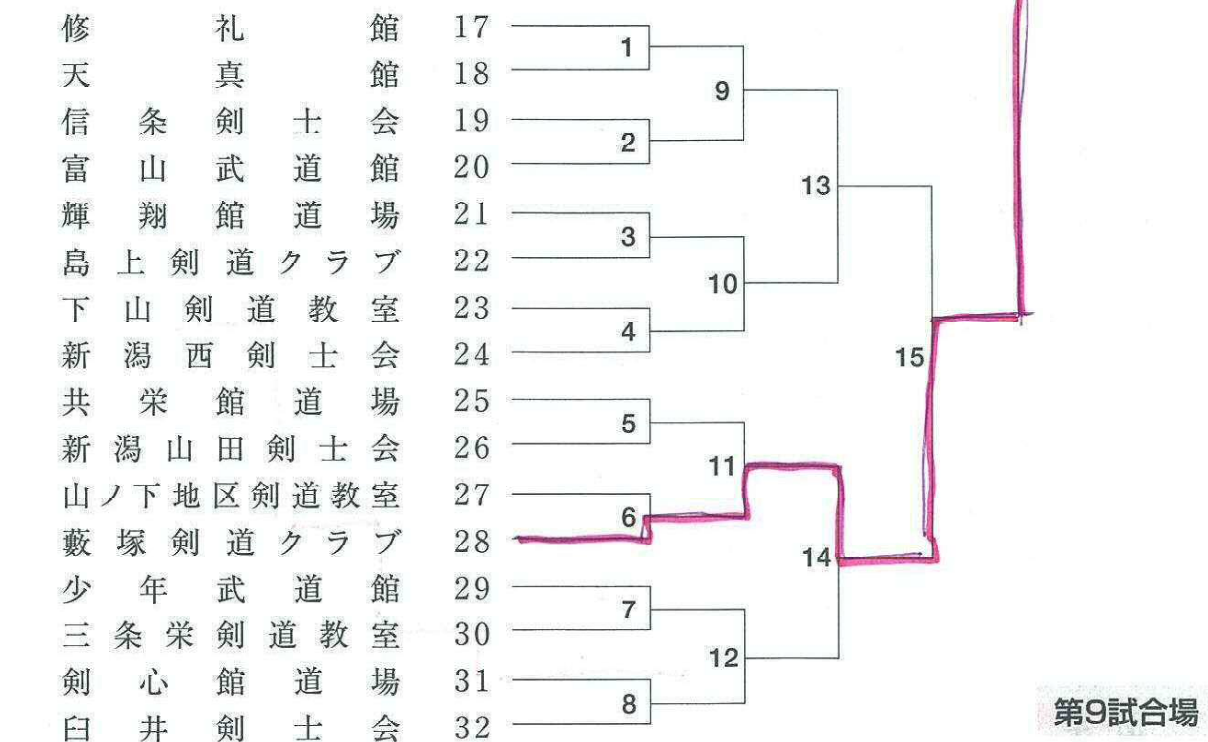 修礼館 17
天真館 18
信条剣士会 19
富山武道館 20
輝翔館道場 21
島上剣道クラブ 22
下山剣道教室 23
新潟西剣士会 24
共栄館道場 25
新潟山田剣士会 26
山ノ下地区剣道教室 27
藪塚剣道クラブ 28
少年武道館 29
三条栄剣道教室 30
剣心館道場 31
臼井剣士会 32
1
2
3
4
5
6
7
8
9
10
11
12
13
14
15
第9試合場